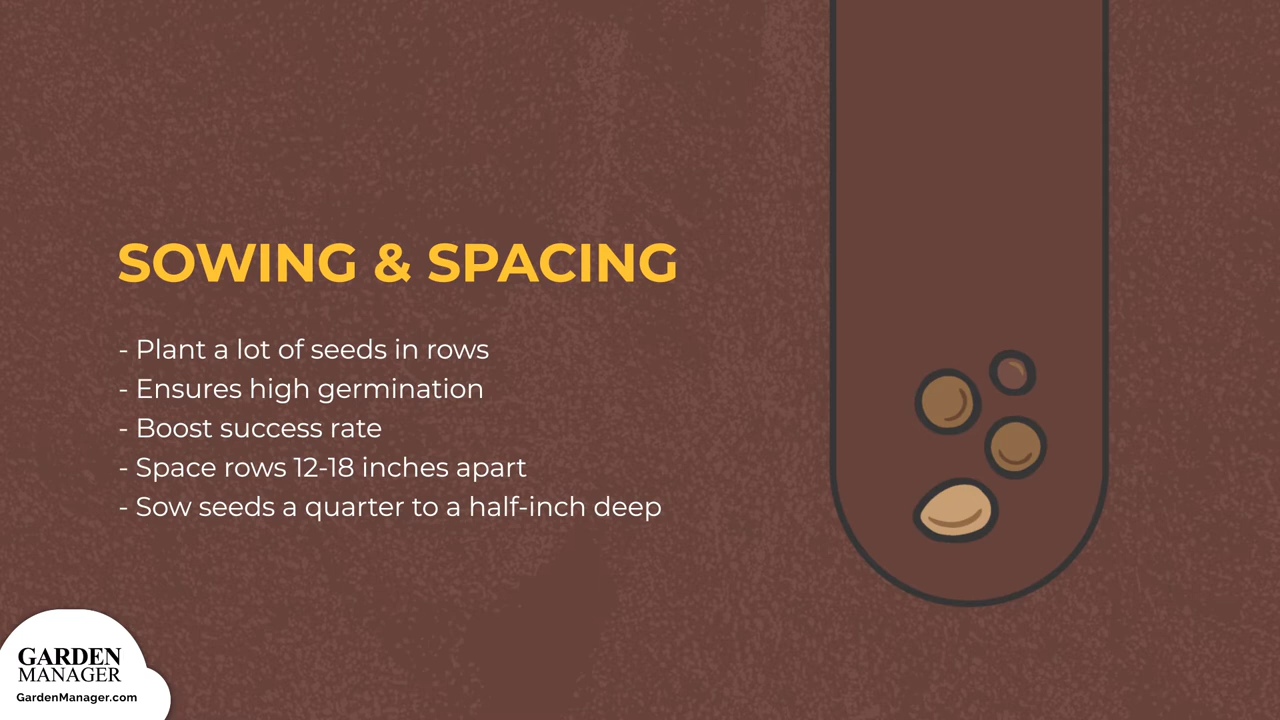 SOWING & SPACING
- Plant a lot of seeds in rows
- Ensures high germination
- Boost success rate
- Space rows 12-18 inches apart
- Sow seeds a quarter to a half-inch deep
GARDEN
MANAGER
GardenManager.com